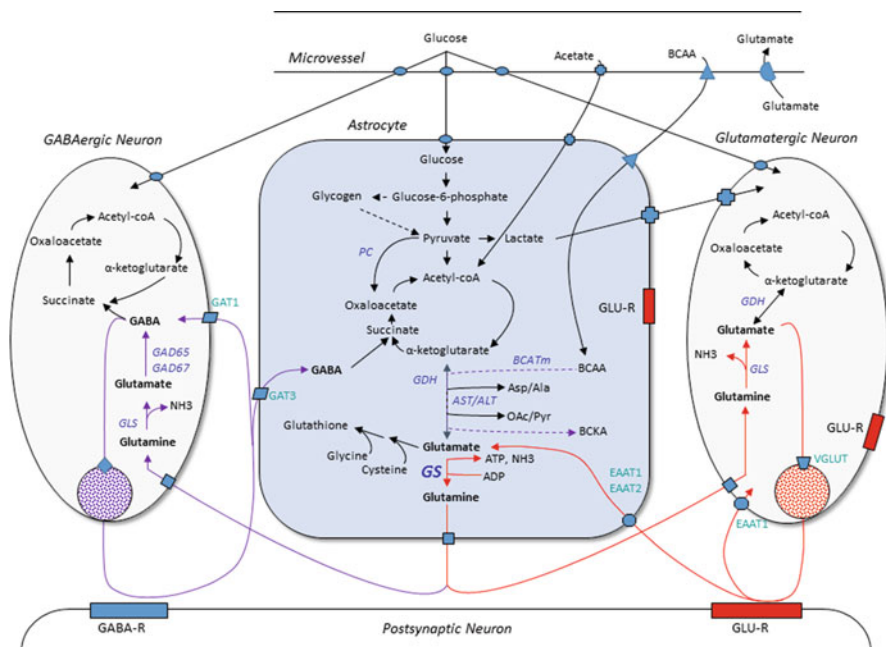 Glucose
Microvessel
Acetate
BCAA
Glutamate
Glutamate
GABAergic Neuron
Acetyl-coA
Oxaloacetate
α-ketoglutarate
Succinate
GAT1
GABA
GAD65
GAD67
Glutamate
NH3
GLS
Glutamine
Astrocyte
Glucose
Glycogen
Glucose-6-phosphate
Pyruvate
Lactate
PC
Acetyl-coA
Oxaloacetate
Succinate
α-ketoglutarate
GLU-R
GABA
GAT3
BCATm
BCAA
GDH
Asp/Ala
AST/ALT
OAc/Pyr
Glutathione
BCKA
Glutamate
Glycine
Cysteine
GS
ATP, NH3
ADP
Glutamine
EAAT1
EAAT2
Glutamatergic Neuron
Acetyl-coA
Oxaloacetate
α-ketoglutarate
GDH
Glutamate
NH3
GLS
Glutamine
GLU-R
VGLUT
EAAT1
GABA-R
Postsynaptic Neuron
GLU-R